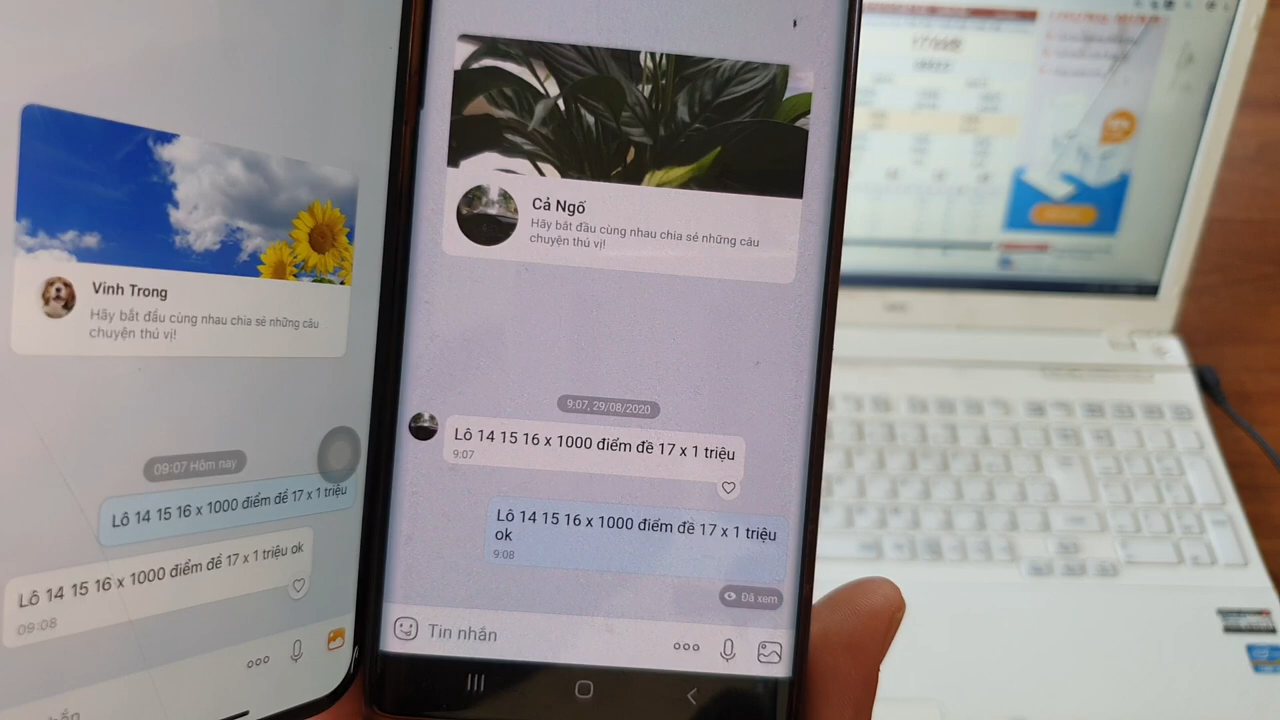 Vinh Trong
Hãy bắt đầu cùng nhau chia sẻ những câu
chuyện thú vị!
09:07 Hôm nay
Lô 14 15 16 x 1000 điểm đề 17 x 1 triệu
Lô 14 15 16 x 1000 điểm đề 17 x 1 triệu ok
09:08
Cả Ngố
Hãy bắt đầu cùng nhau chia sẻ những câu
chuyện thú vị!
9:07, 29/08/2020
Lô 14 15 16 x 1000 điểm đề 17 x 1 triệu
9:07
Lô 14 15 16 x 1000 điểm đề 17 x 1 triệu
ok
9:08
Đã xem
Tin nhắn